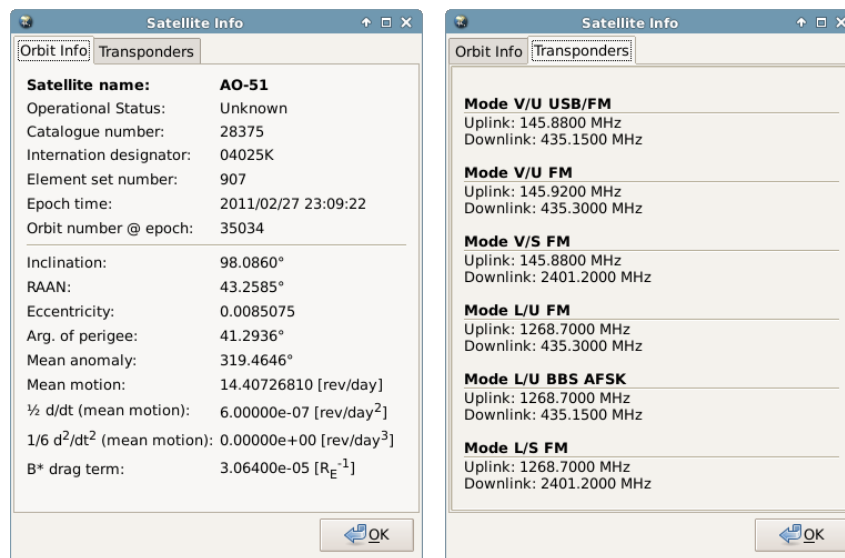 Satellite Info
Orbit Info Transponders
Satellite name: AO-51
Operational Status: Unknown
Catalogue number: 28375
Internation designator: 04025K
Element set number: 907
Epoch time: 2011/02/27 23:09:22
Orbit number @ epoch: 35034
Inclination: 98.0860°
RAAN: 43.2585°
Eccentricity: 0.0085075
Arg. of perigee: 41.2936°
Mean anomaly: 319.4646°
Mean motion: 14.40726810 [rev/day]
½ d/dt (mean motion): 6.00000e-07 [rev/day²]
1/6 d²/dt² (mean motion): 0.00000e+00 [rev/day³]
B* drag term: 3.06400e-05 [R_E⁻¹]
OK
Satellite Info
Orbit Info Transponders
Mode V/U USB/FM
Uplink: 145.8800 MHz
Downlink: 435.1500 MHz
Mode V/U FM
Uplink: 145.9200 MHz
Downlink: 435.3000 MHz
Mode V/S FM
Uplink: 145.8800 MHz
Downlink: 2401.2000 MHz
Mode L/U FM
Uplink: 1268.7000 MHz
Downlink: 435.3000 MHz
Mode L/U BBS AFSK
Uplink: 1268.7000 MHz
Downlink: 435.1500 MHz
Mode L/S FM
Uplink: 1268.7000 MHz
Downlink: 2401.2000 MHz
OK